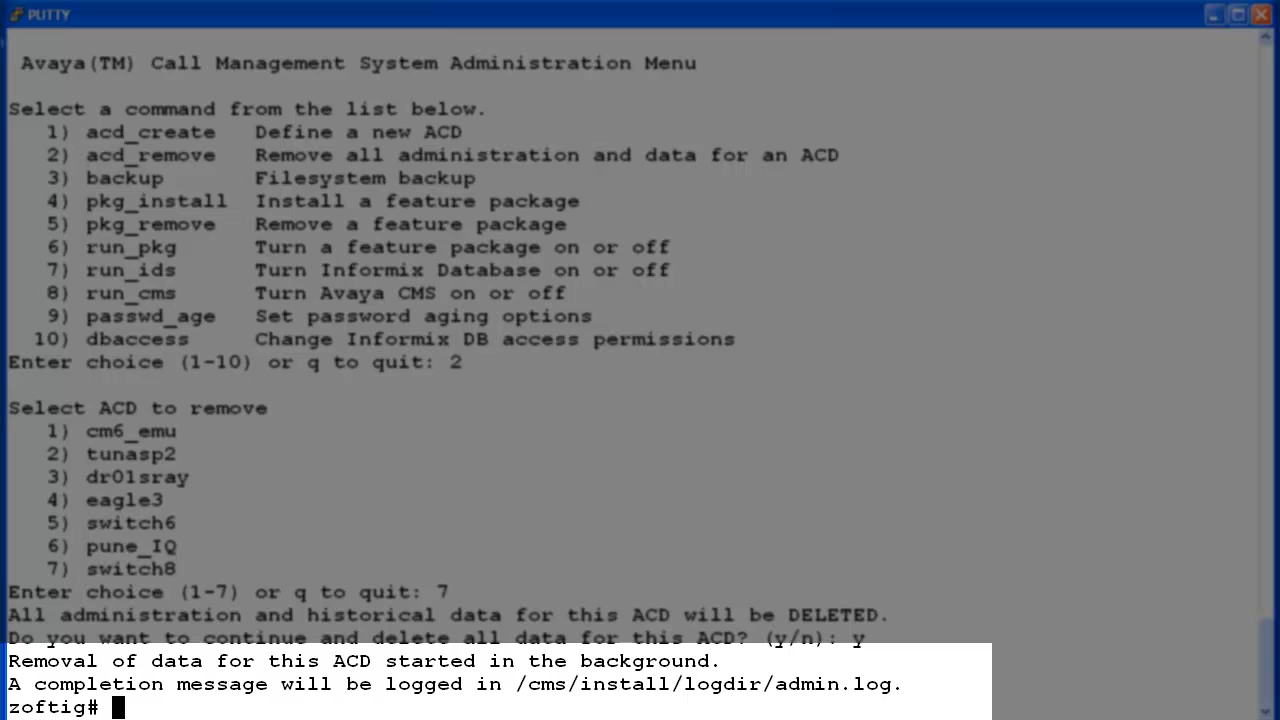 PUTTY
Avaya(TM) Call Management System Administration Menu
Select a command from the list below.
1) acd_create Define a new ACD
2) acd_remove Remove all administration and data for an ACD
3) backup Filesystem backup
4) pkg_install Install a feature package
5) pkg_remove Remove a feature package
6) run_pkg Turn a feature package on or off
7) run_ids Turn Informix Database on or off
8) run_cms Turn Avaya CMS on or off
9) passwd_age Set password aging options
10) dbaccess Change Informix DB access permissions
Enter choice (1-10) or q to quit: 2
Select ACD to remove
1) cm6_emu
2) tunasp2
3) dr01sray
4) eagle3
5) switch6
6) pune_IQ
7) switch8
Enter choice (1-7) or q to quit: 7
All administration and historical data for this ACD will be DELETED.
Do you want to continue and delete all data for this ACD? (y/n): y
Removal of data for this ACD started in the background.
A completion message will be logged in /cms/install/logdir/admin.log.
zoftig#